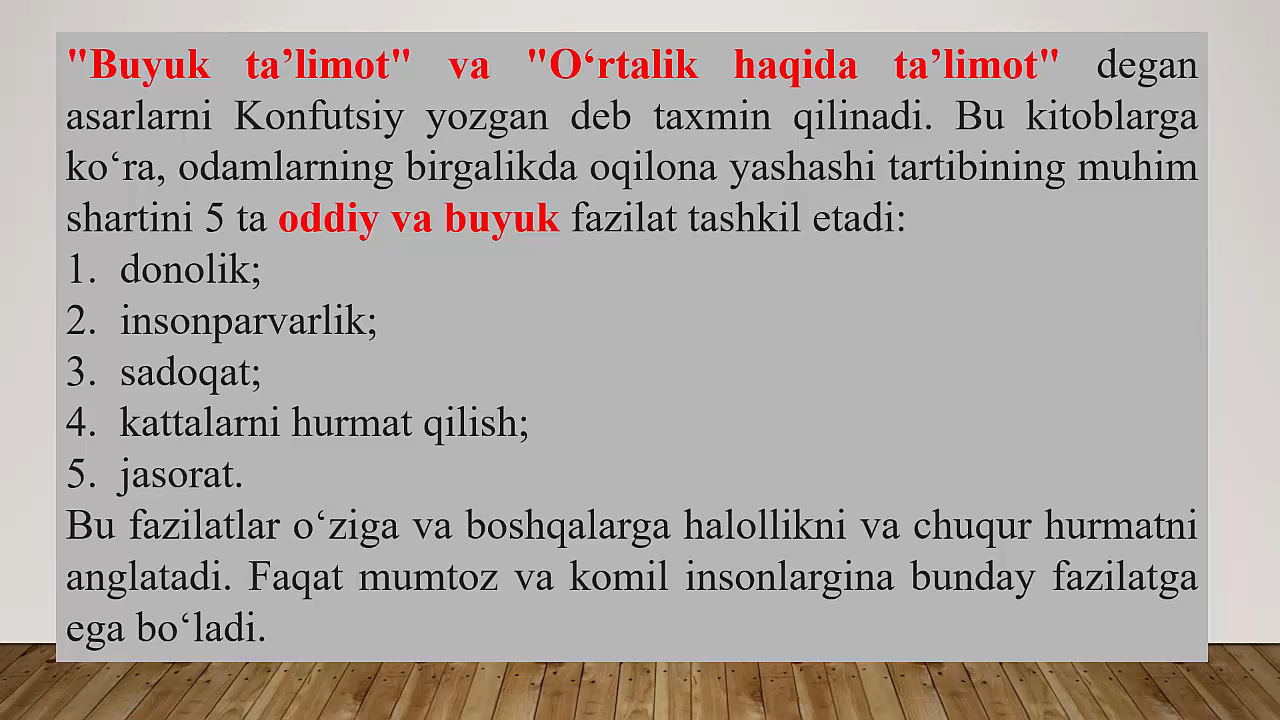 "Buyuk ta’limot" va "O‘rtalik haqida ta’limot" degan
asarlarni Konfutsiy yozgan deb taxmin qilinadi. Bu kitoblarga
ko‘ra, odamlarning birgalikda oqilona yashashi tartibining muhim
shartini 5 ta oddiy va buyuk fazilat tashkil etadi:
1. donolik;
2. insonparvarlik;
3. sadoqat;
4. kattalarni hurmat qilish;
5. jasorat.
Bu fazilatlar o‘ziga va boshqalarga halollikni va chuqur hurmatni
anglatadi. Faqat mumtoz va komil insonlargina bunday fazilatga
ega bo‘ladi.